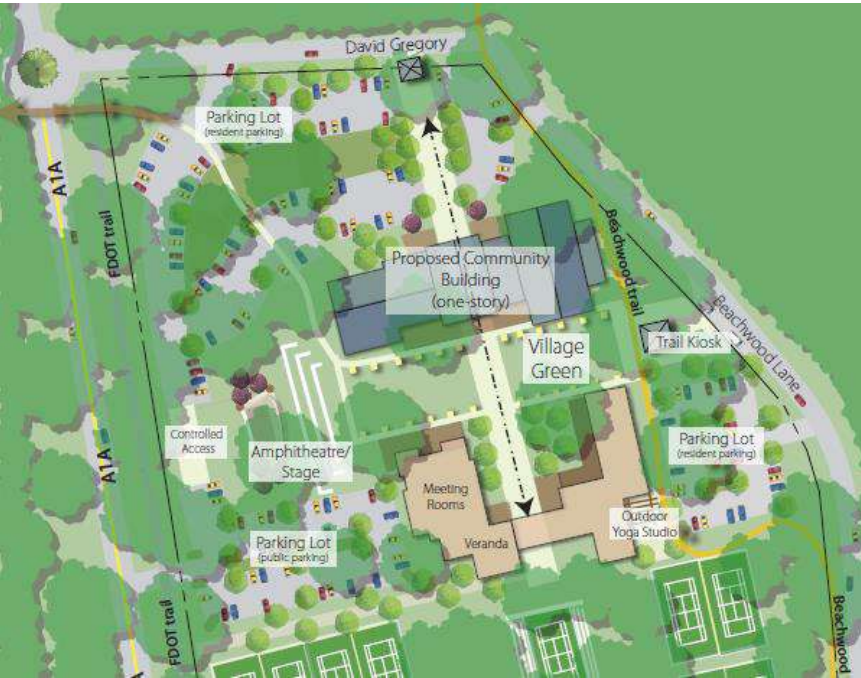 David Gregory
Parking Lot
(resident parking)
A1A
FDOT trail
Beachwood trail
Proposed Community
Building
(one-story)
Beachwood Lane
Trail Kiosk
Village
Green
Controlled
Access
Amphitheatre/
Stage
Parking Lot
(resident parking)
A1A
Meeting
Rooms
Outdoor
Yoga Studio
Veranda
Parking Lot
(public parking)
FDOT trail
Beachwood
A